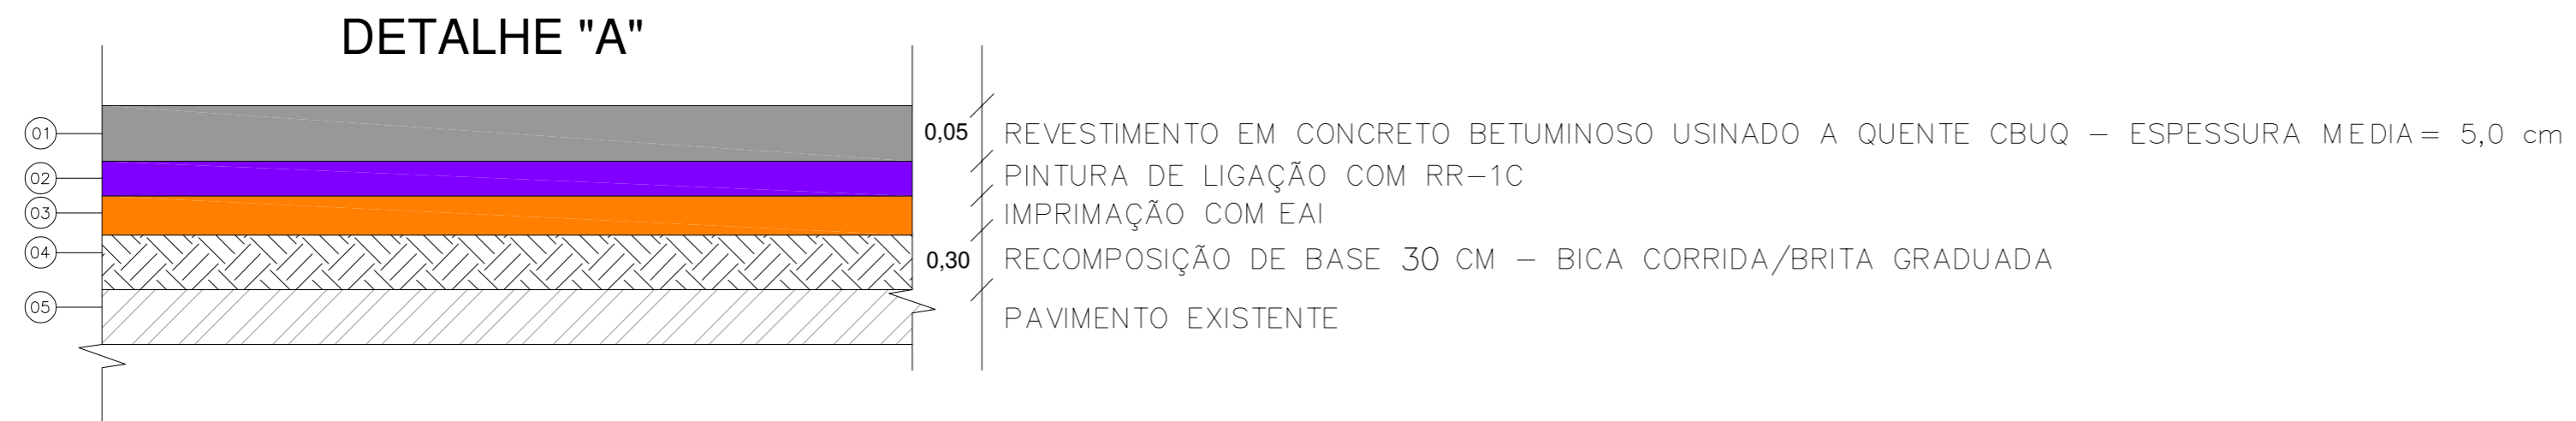 DETALHE "A"
01
0,05
REVESTIMENTO EM CONCRETO BETUMINOSO USINADO A QUENTE CBUQ – ESPESSURA MEDIA= 5,0 cm
02
PINTURA DE LIGAÇÃO COM RR–1C
03
IMPRIMAÇÃO COM EAI
04
0,30
RECOMPOSIÇÃO DE BASE 30 CM – BICA CORRIDA/BRITA GRADUADA
05
PAVIMENTO EXISTENTE